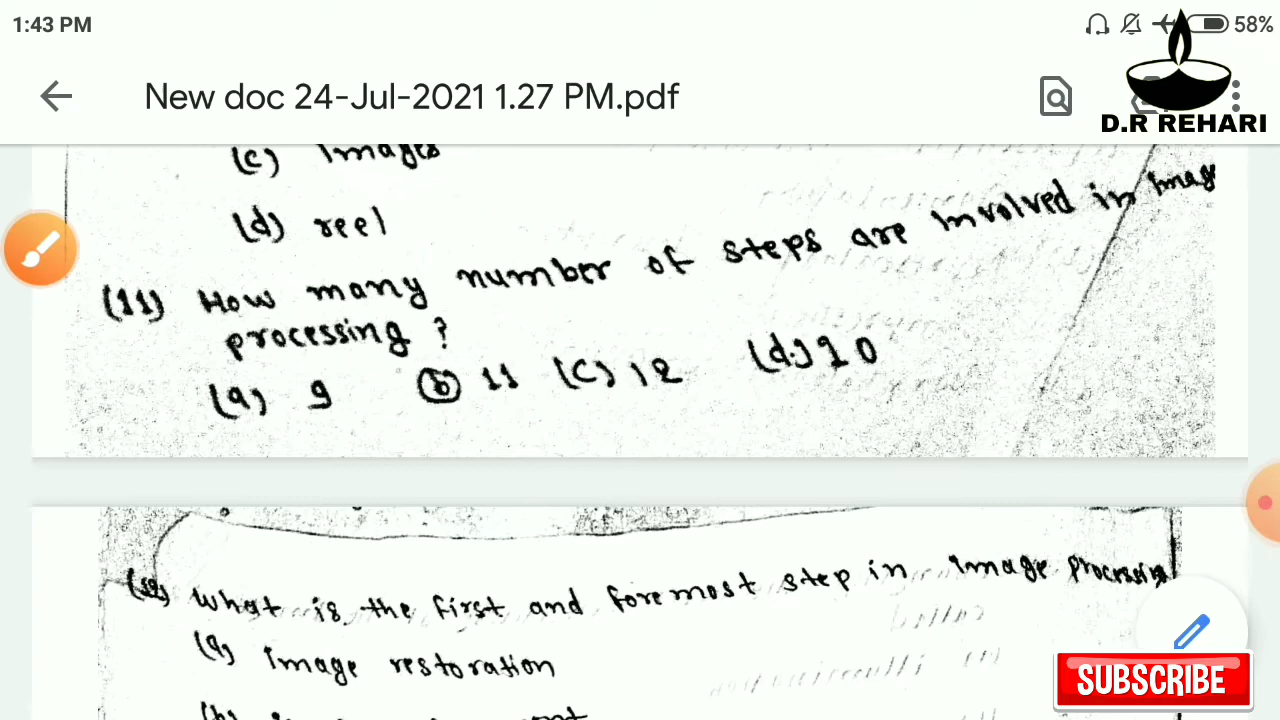 1:43 PM
58%
New doc 24-Jul-2021 1.27 PM.pdf
D.R REHARI
(c) Images
(d) reel
(11) How many number of steps are involved in Imag
processing ?
(a) 9 (b) 11 (c) 12 (d.) 10
(12) What is the first and foremost step in Image processing
(a) Image restoration
(b)
SUBSCRIBE